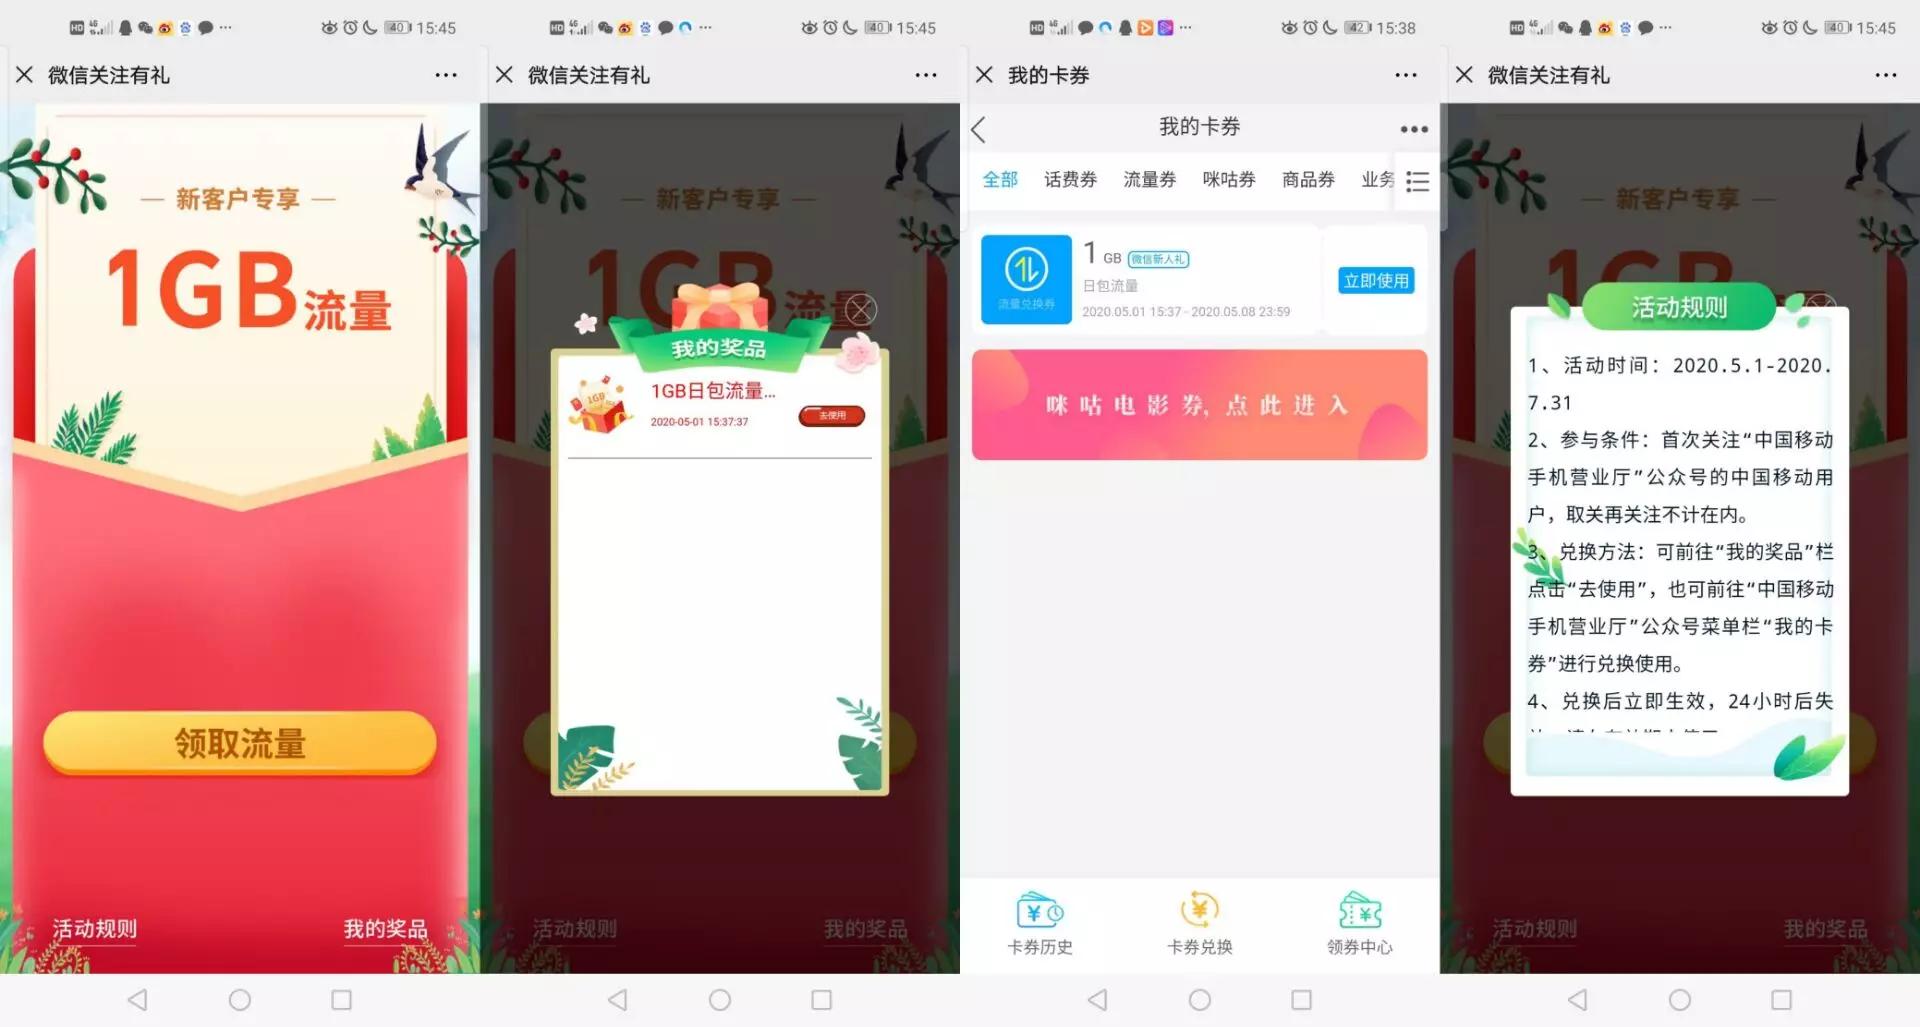 HD 4G 15:45
微信关注有礼
新客户专享
1GB流量
领取流量
活动规则
我的奖品
HD 4G 15:45
微信关注有礼
新客户专享
1GB流量
我的奖品
1GB日包流量...
2020-05-01 15:37:37
去使用
活动规则
我的奖品
HD 4G 15:38
我的卡券
我的卡券
全部 话费券 流量券 咪咕券 商品券 业务
流量兑换券
1 GB 微信新人礼
日包流量
2020.05.01 15:37-2020.05.08 23:59
立即使用
咪咕电影券,点此进入
卡券历史
卡券兑换
领券中心
HD 4G 15:45
微信关注有礼
新客户专享
活动规则
1、活动时间：2020.5.1-2020.
7.31
2、参与条件：首次关注“中国移动
手机营业厅”公众号的中国移动用
户，取关再关注不计在内。
3、兑换方法：可前往“我的奖品”栏
点击“去使用”，也可前往“中国移动
手机营业厅”公众号菜单栏“我的卡
券”进行兑换使用。
4、兑换后立即生效，24小时后失
活动规则
我的奖品